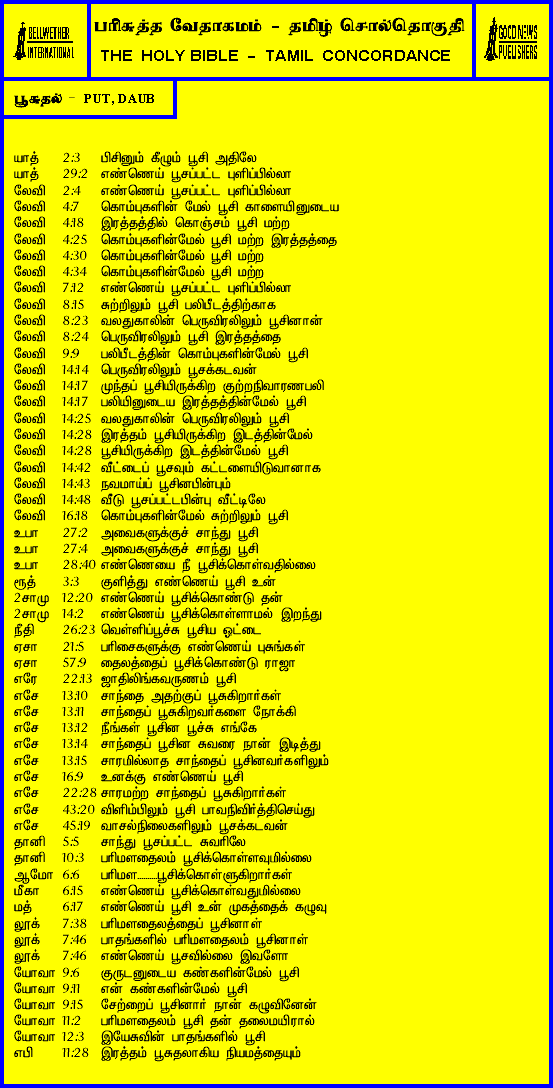 BELLWETHER
INTERNATIONAL
பரிசுத்த வேதாகமம் - தமிழ் சொல்தொகுதி
THE HOLY BIBLE - TAMIL CONCORDANCE
GOOD NEWS
PUBLISHERS
பூசுதல் - PUT, DAUB
யாத் 2:3 பிசினும் கீழும் பூசி அதிலே
யாத் 29:2 எண்ணெய் பூசப்பட்ட புளிப்பில்லா
லேவி 2:4 எண்ணெய் பூசப்பட்ட புளிப்பில்லா
லேவி 4:7 கொம்புகளின் மேல் பூசி காளையினுடைய
லேவி 4:18 இரத்தத்தில் கொஞ்சம் பூசி மற்ற
லேவி 4:25 கொம்புகளின்மேல் பூசி மற்ற இரத்தத்தை
லேவி 4:30 கொம்புகளின்மேல் பூசி மற்ற
லேவி 4:34 கொம்புகளின்மேல் பூசி மற்ற
லேவி 7:12 எண்ணெய் பூசப்பட்ட புளிப்பில்லா
லேவி 8:15 சுற்றிலும் பூசி பலிபீடத்திற்காக
லேவி 8:23 வலதுகாலின் பெருவிரலிலும் பூசினான்
லேவி 8:24 பெருவிரலிலும் பூசி இரத்தத்தை
லேவி 9:9 பலிபீடத்தின் கொம்புகளின்மேல் பூசி
லேவி 14:14 பெருவிரலிலும் பூசக்கடவன்
லேவி 14:17 முந்தப் பூசியிருக்கிற குற்றநிவாரணபலி
லேவி 14:17 பலியினுடைய இரத்தத்தின்மேல் பூசி
லேவி 14:25 வலதுகாலின் பெருவிரலிலும் பூசி
லேவி 14:28 இரத்தம் பூசியிருக்கிற இடத்தின்மேல்
லேவி 14:28 பூசியிருக்கிற இடத்தின்மேல் பூசி
லேவி 14:42 வீட்டைப் பூசவும் கட்டளையிடுவானாக
லேவி 14:43 நவமாய்ப் பூசினபின்பும்
லேவி 14:48 வீடு பூசப்பட்டபின்பு வீட்டிலே
லேவி 16:18 கொம்புகளின்மேல் சுற்றிலும் பூசி
உபா 27:2 அவைகளுக்குச் சாந்து பூசி
உபா 27:4 அவைகளுக்குச் சாந்து பூசி
உபா 28:40 எண்ணெயை நீ பூசிக்கொள்வதில்லை
ரூத் 3:3 குளித்து எண்ணெய் பூசி உன்
2சாமு 12:20 எண்ணெய் பூசிக்கொண்டு தன்
2சாமு 14:2 எண்ணெய் பூசிக்கொள்ளாமல் இறந்து
நீதி 26:23 வெள்ளிப்பூச்சு பூசிய ஓட்டை
ஏசா 21:5 பரிசைகளுக்கு எண்ணெய் பூசுங்கள்
ஏசா 57:9 தைலத்தைப் பூசிக்கொண்டு ராஜா
எரே 22:13 ஜாதிலிங்கவருணம் பூசி
எசே 13:10 சாந்தை அதற்குப் பூசுகிறார்கள்
எசே 13:11 சாந்தைப் பூசுகிறவர்களை நோக்கி
எசே 13:12 நீங்கள் பூசின பூச்சு எங்கே
எசே 13:14 சாந்தைப் பூசின சுவரை நான் இடித்து
எசே 13:15 சாரமில்லாத சாந்தைப் பூசினவர்களிலும்
எசே 16:9 உனக்கு எண்ணெய் பூசி
எசே 22:28 சாரமற்ற சாந்தைப் பூசுகிறார்கள்
எசே 43:20 விளிம்பிலும் பூசி பாவநிவிர்த்திசெய்து
எசே 45:19 வாசல்நிலைகளிலும் பூசக்கடவன்
தானி 5:5 சாந்து பூசப்பட்ட சுவரிலே
தானி 10:3 பரிமளதைலம் பூசிக்கொள்ளவுமில்லை
ஆமோ 6:6 பரிமள.........பூசிக்கொள்ளுகிறார்கள்
மீகா 6:15 எண்ணெய் பூசிக்கொள்வதுமில்லை
மத் 6:17 எண்ணெய் பூசி உன் முகத்தைக் கழுவு
லூக் 7:38 பரிமளதைலத்தைப் பூசினாள்
லூக் 7:46 பாதங்களில் பரிமளதைலம் பூசினாள்
லூக் 7:46 எண்ணெய் பூசவில்லை இவளோ
யோவா 9:6 குருடனுடைய கண்களின்மேல் பூசி
யோவா 9:11 என் கண்களின்மேல் பூசி
யோவா 9:15 சேற்றைப் பூசினார் நான் கழுவினேன்
யோவா 11:2 பரிமளதைலம் பூசி தன் தலைமயிரால்
யோவா 12:3 இயேசுவின் பாதங்களில் பூசி
எபி 11:28 இரத்தம் பூசுதலாகிய நியமத்தையும்